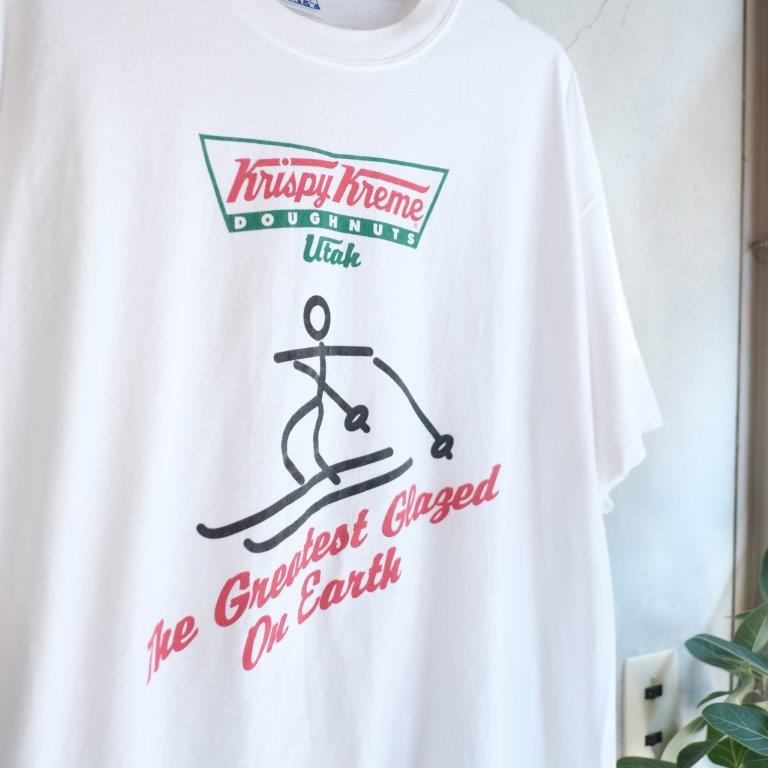 Krispy Kreme
DOUGHNUTS
Utah
The Greatest Glazed
On Earth